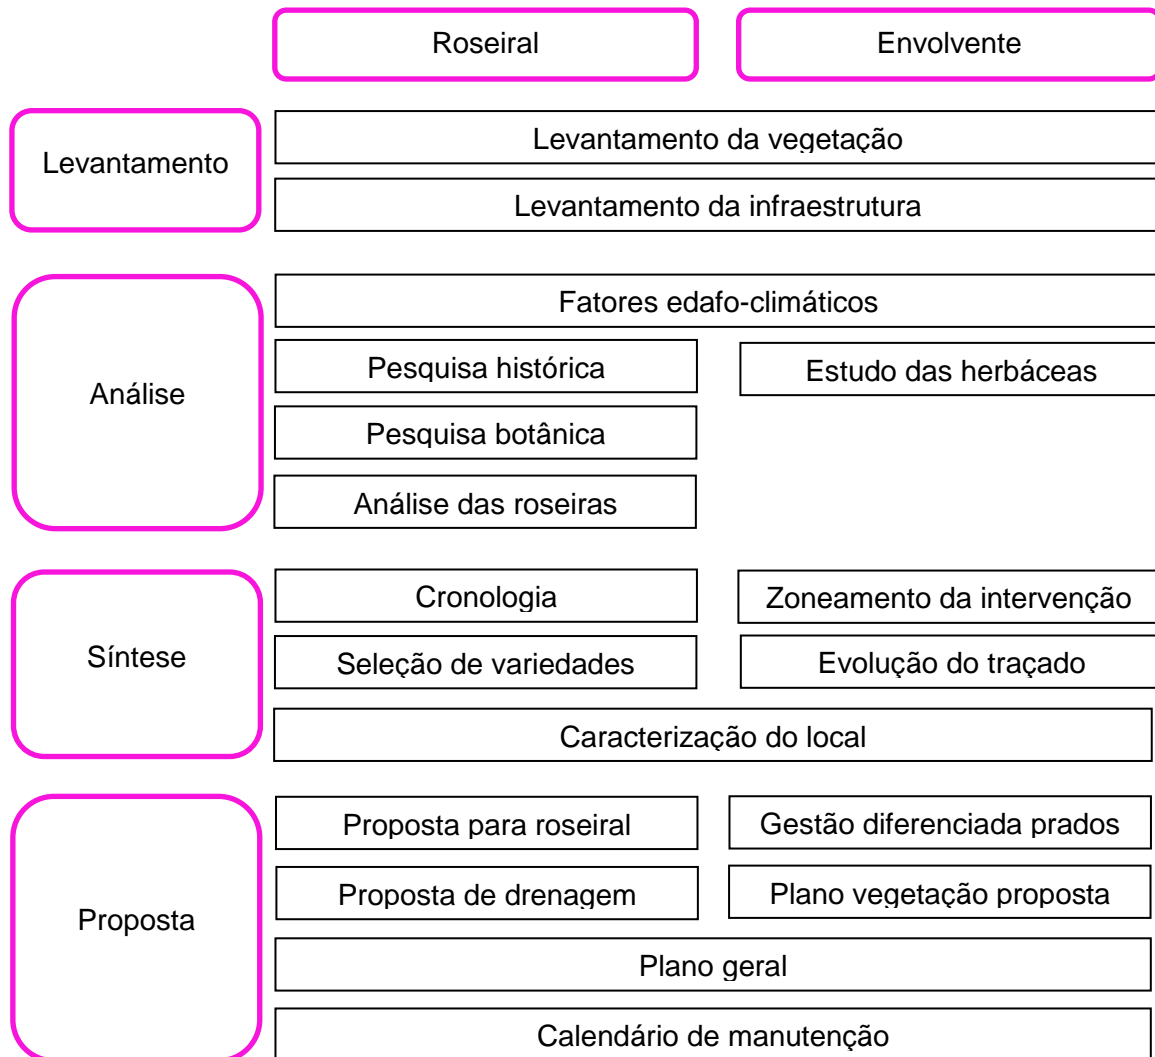 Roseiral
Envolvente
Levantamento
Levantamento da vegetação
Levantamento da infraestrutura
Análise
Fatores edafo-climáticos
Pesquisa histórica
Estudo das herbáceas
Pesquisa botânica
Análise das roseiras
Síntese
Cronologia
Zoneamento da intervenção
Seleção de variedades
Evolução do traçado
Caracterização do local
Proposta
Proposta para roseiral
Gestão diferenciada prados
Proposta de drenagem
Plano vegetação proposta
Plano geral
Calendário de manutenção